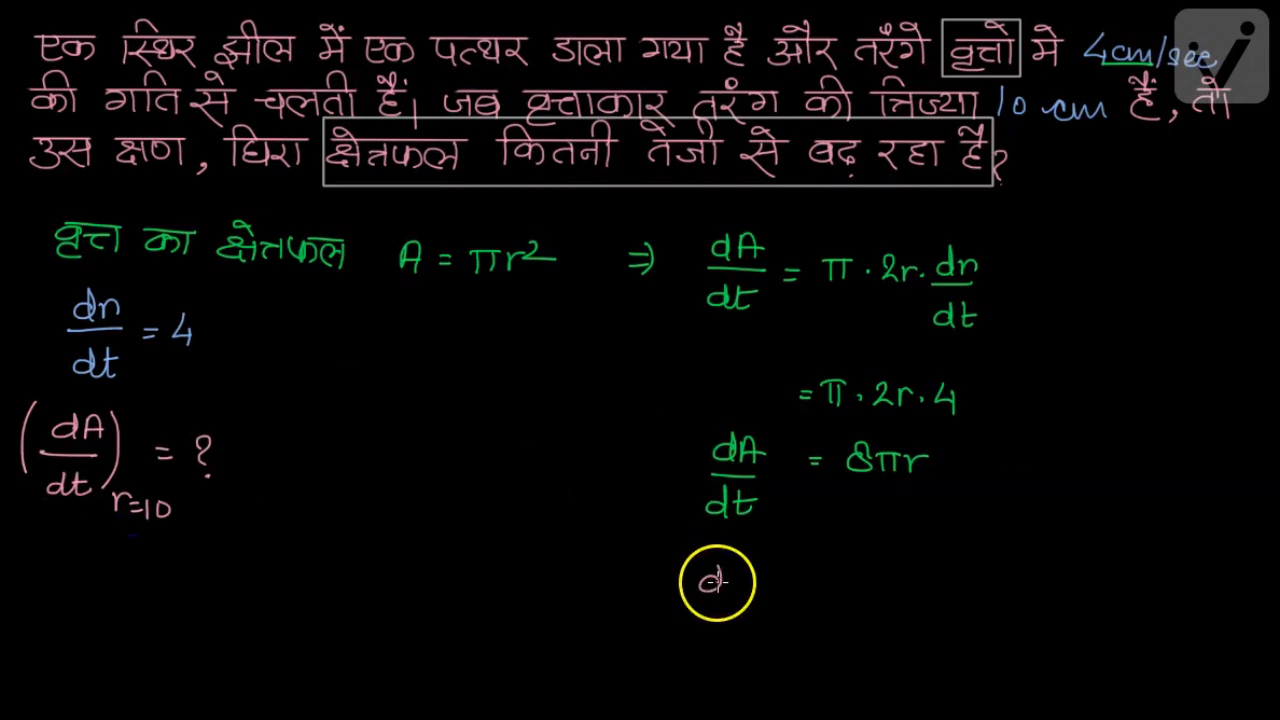 एक स्थिर झील में एक पत्थर डाला गया है और तरंगे वृत्तो मे 4cm/sec
की गति से चलती हैं। जब वृत्ताकार तरंग की त्रिज्या 10 cm हैं, तो
उस क्षण, घिरा क्षेत्रफल कितनी तेजी से बढ़ रहा है?
वृत्त का क्षेत्रफल A = πr² ⇒ dA/dt = π · 2r · dr/dt
dr/dt = 4
= π · 2r · 4
(dA/dt)r=10 = ?
dA/dt = 8πr
d